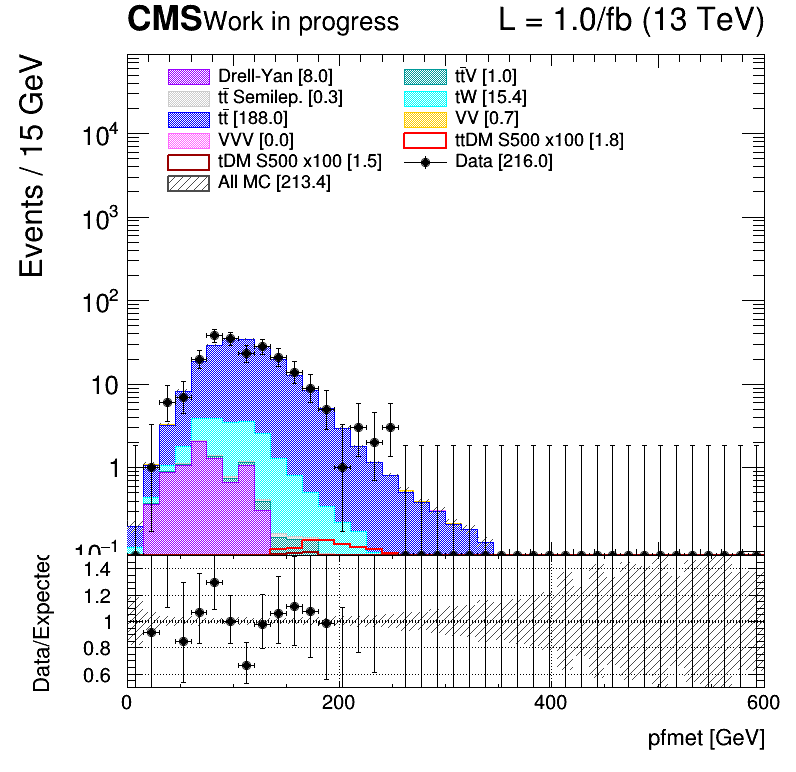 CMS Work in progress L = 1.0/fb (13 TeV)
Drell-Yan [8.0] tt̄V [1.0]
tt̄ Semilep. [0.3] tW [15.4]
tt̄ [188.0] VV [0.7]
VVV [0.0] ttDM S500 x100 [1.8]
tDM S500 x100 [1.5] Data [216.0]
All MC [213.4]
Events / 15 GeV
10⁴
10³
10²
10
1
10⁻¹
Data/Expected
1.4
1.2
1
0.8
0.6
0 200 400 600
pfmet [GeV]